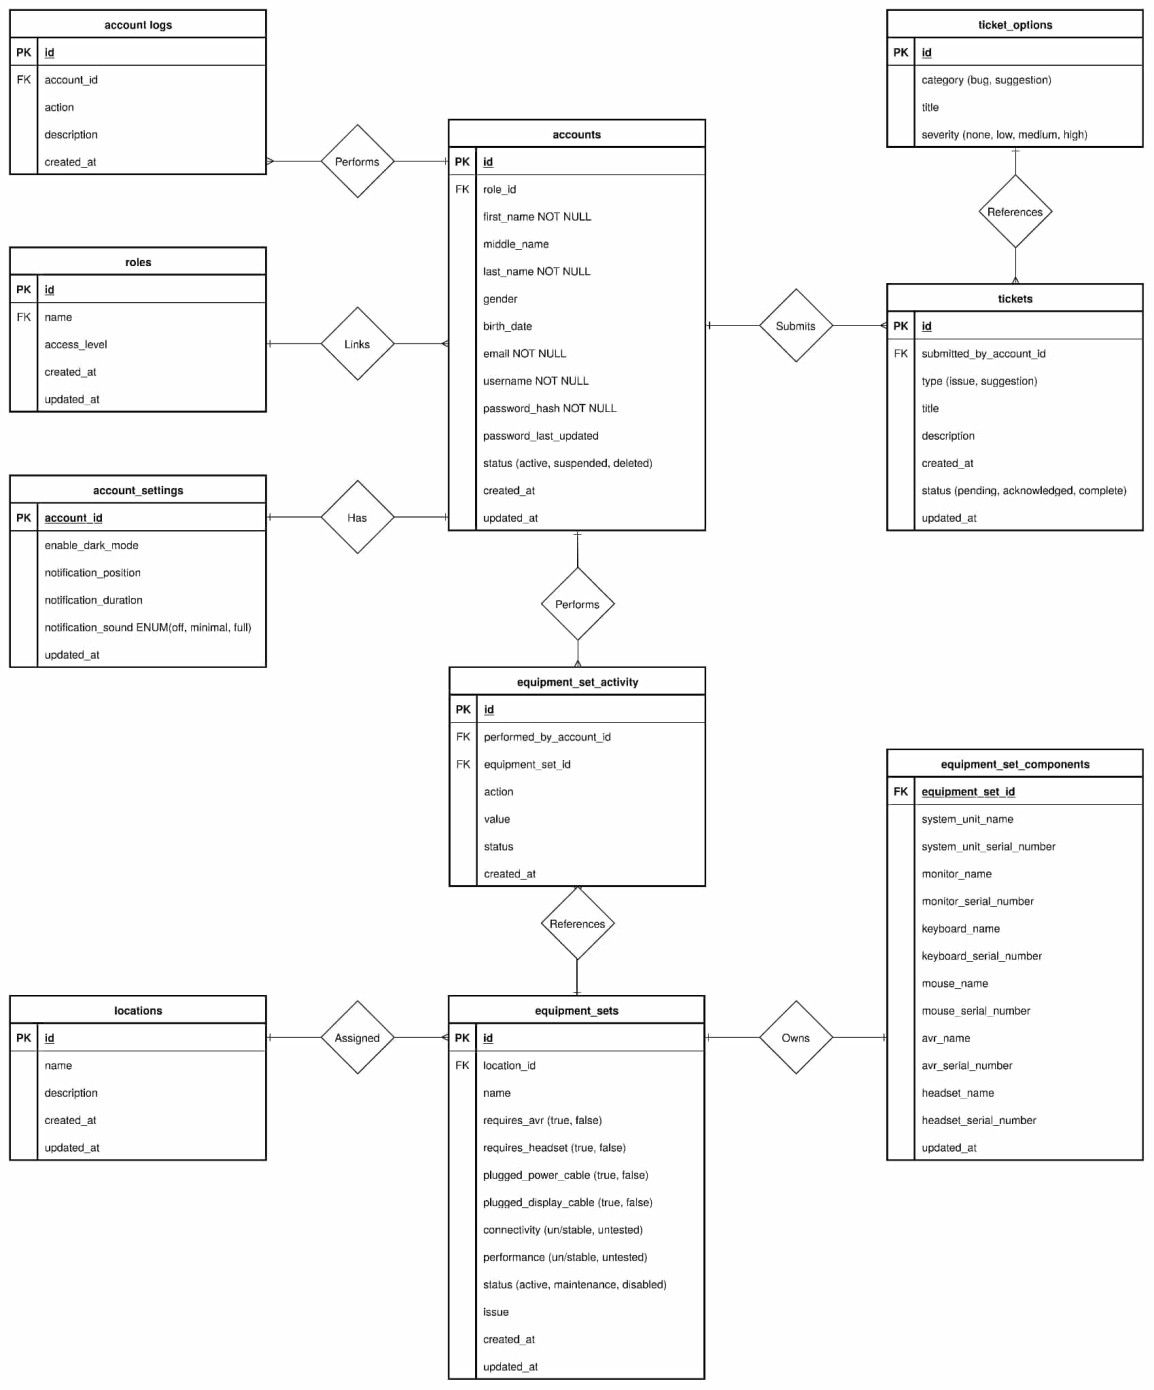 account logs
PK id
FK account_id
action
description
created_at
Performs
roles
PK id
FK name
access_level
created_at
updated_at
Links
account_settings
PK account_id
enable_dark_mode
notification_position
notification_duration
notification_sound ENUM(off, minimal, full)
updated_at
Has
accounts
PK id
FK role_id
first_name NOT NULL
middle_name
last_name NOT NULL
gender
birth_date
email NOT NULL
username NOT NULL
password_hash NOT NULL
password_last_updated
status (active, suspended, deleted)
created_at
updated_at
Submits
ticket_options
PK id
category (bug, suggestion)
title
severity (none, low, medium, high)
References
tickets
PK id
FK submitted_by_account_id
type (issue, suggestion)
title
description
created_at
status (pending, acknowledged, complete)
updated_at
Performs
equipment_set_activity
PK id
FK performed_by_account_id
FK equipment_set_id
action
value
status
created_at
References
locations
PK id
name
description
created_at
updated_at
Assigned
equipment_sets
PK id
FK location_id
name
requires_avr (true, false)
requires_headset (true, false)
plugged_power_cable (true, false)
plugged_display_cable (true, false)
connectivity (un/stable, untested)
performance (un/stable, untested)
status (active, maintenance, disabled)
issue
created_at
updated_at
Owns
equipment_set_components
FK equipment_set_id
system_unit_name
system_unit_serial_number
monitor_name
monitor_serial_number
keyboard_name
keyboard_serial_number
mouse_name
mouse_serial_number
avr_name
avr_serial_number
headset_name
headset_serial_number
updated_at